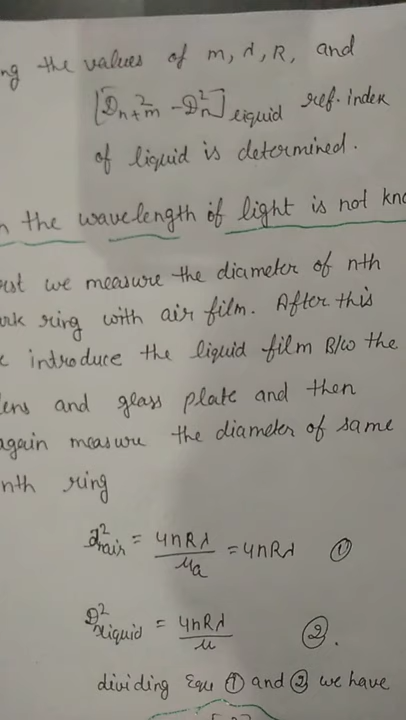 ng the values of m, λ, R, and
[D²n+m - D²n] liquid ref. index
of liquid is determined.
n the wavelength of light is not kno
rst we measure the diameter of nth
ark ring with air film. After this
e introduce the liquid film B/w the
lens and glass plate and then
again measure the diameter of same
nth ring
D²air = 4nRλ/μa = 4nRλ ①
D²liquid = 4nRλ/μ ②.
dividing Equ ① and ② we have